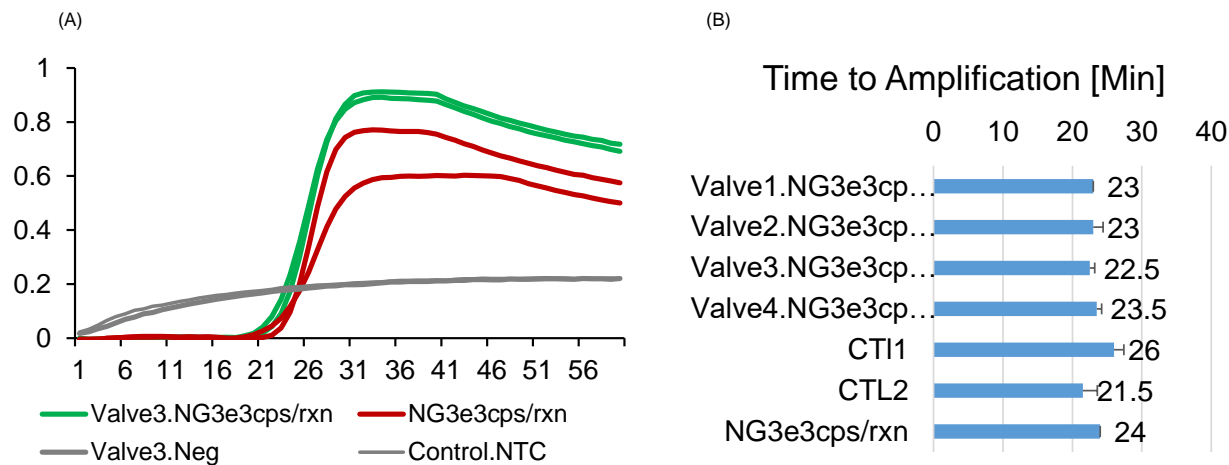 (A)
(B)
1
0.8
0.6
0.4
0.2
0
1 6 11 16 21 26 31 36 41 46 51 56
Valve3.NG3e3cps/rxn NG3e3cps/rxn
Valve3.Neg Control.NTC
Time to Amplification [Min]
0 10 20 30 40
Valve1.NG3e3cp… 23
Valve2.NG3e3cp… 23
Valve3.NG3e3cp… 22.5
Valve4.NG3e3cp… 23.5
CTl1 26
CTL2 21.5
NG3e3cps/rxn 24